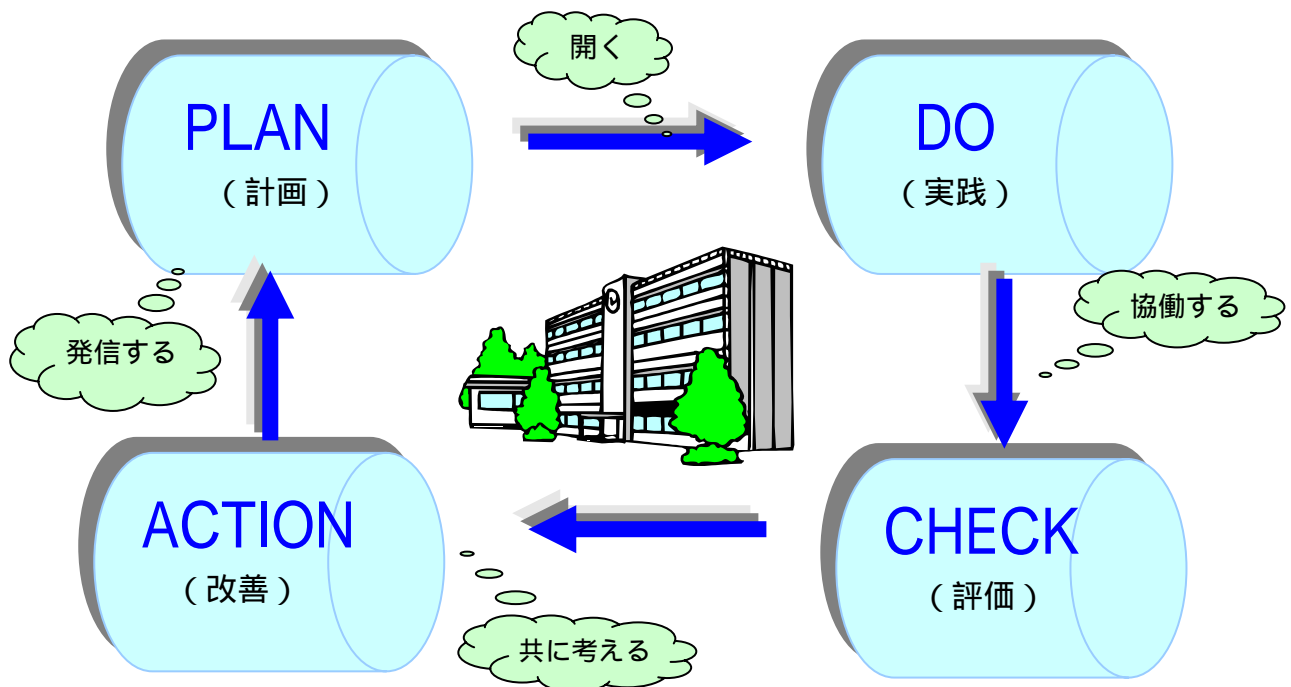 開く
PLAN
（計画）
DO
（実践）
発信する
協働する
ACTION
（改善）
CHECK
（評価）
共に考える